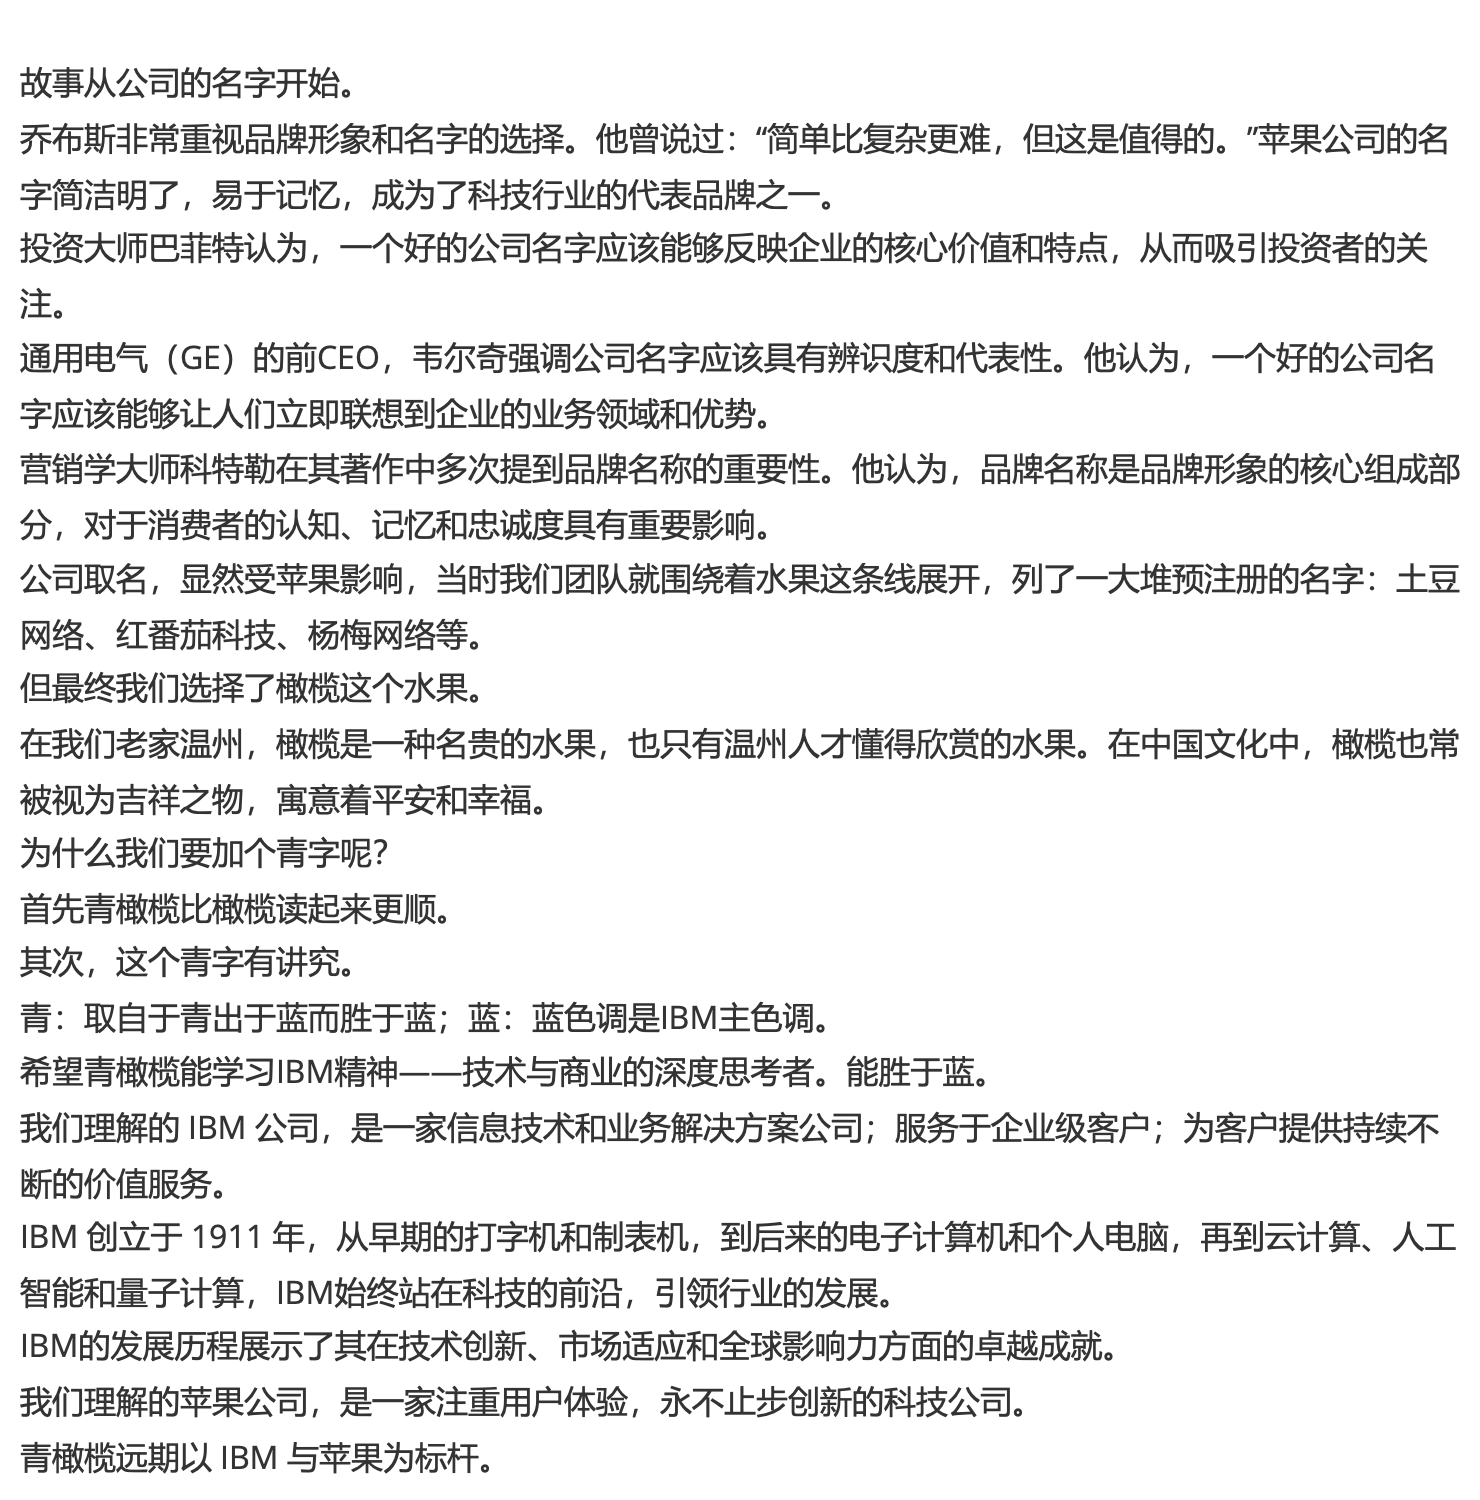 故事从公司的名字开始。
乔布斯非常重视品牌形象和名字的选择。他曾说过：“简单比复杂更难，但这是值得的。”苹果公司的名
字简洁明了，易于记忆，成为了科技行业的代表品牌之一。
投资大师巴菲特认为，一个好的公司名字应该能够反映企业的核心价值和特点，从而吸引投资者的关
注。
通用电气（GE）的前CEO，韦尔奇强调公司名字应该具有辨识度和代表性。他认为，一个好的公司名
字应该能够让人们立即联想到企业的业务领域和优势。
营销学大师科特勒在其著作中多次提到品牌名称的重要性。他认为，品牌名称是品牌形象的核心组成部
分，对于消费者的认知、记忆和忠诚度具有重要影响。
公司取名，显然受苹果影响，当时我们团队就围绕着水果这条线展开，列了一大堆预注册的名字：土豆
网络、红番茄科技、杨梅网络等。
但最终我们选择了橄榄这个水果。
在我们老家温州，橄榄是一种名贵的水果，也只有温州人才懂得欣赏的水果。在中国文化中，橄榄也常
被视为吉祥之物，寓意着平安和幸福。
为什么我们要加个青字呢？
首先青橄榄比橄榄读起来更顺。
其次，这个青字有讲究。
青：取自于青出于蓝而胜于蓝；蓝：蓝色调是IBM主色调。
希望青橄榄能学习IBM精神——技术与商业的深度思考者。能胜于蓝。
我们理解的 IBM 公司，是一家信息技术和业务解决方案公司；服务于企业级客户；为客户提供持续不
断的价值服务。
IBM 创立于 1911 年，从早期的打字机和制表机，到后来的电子计算机和个人电脑，再到云计算、人工
智能和量子计算，IBM始终站在科技的前沿，引领行业的发展。
IBM的发展历程展示了其在技术创新、市场适应和全球影响力方面的卓越成就。
我们理解的苹果公司，是一家注重用户体验，永不止步创新的科技公司。
青橄榄远期以 IBM 与苹果为标杆。